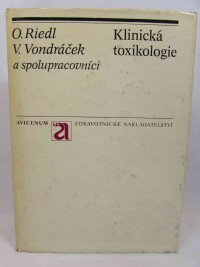 O. Riedl
V. Vondráček
a spolupracovníci
Klinická
toxikologie
AVICENUM
ZDRAVOTNICKÉ NAKLADATELSTVÍ